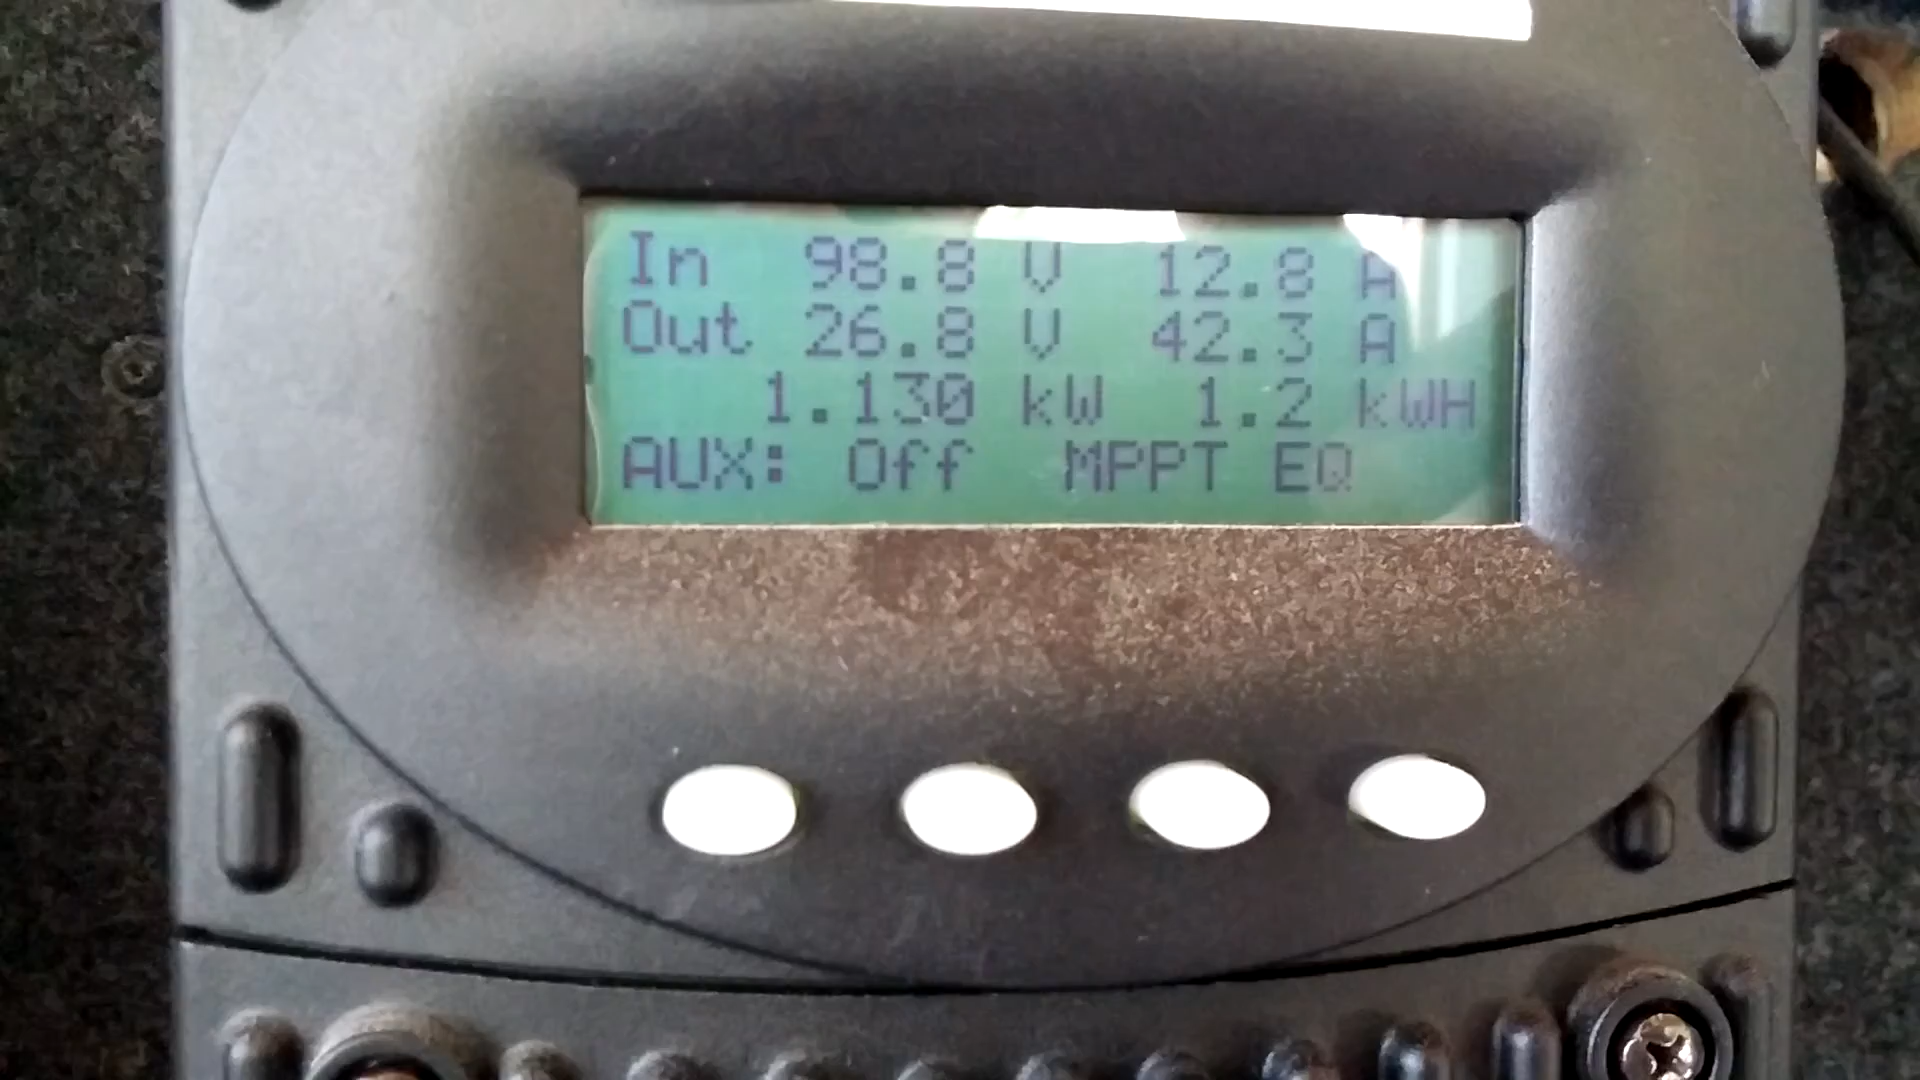 In 98.8 V 12.8 A
Out 26.8 V 42.3 A
1.130 kW 1.2 kWH
AUX: Off MPPT EQ